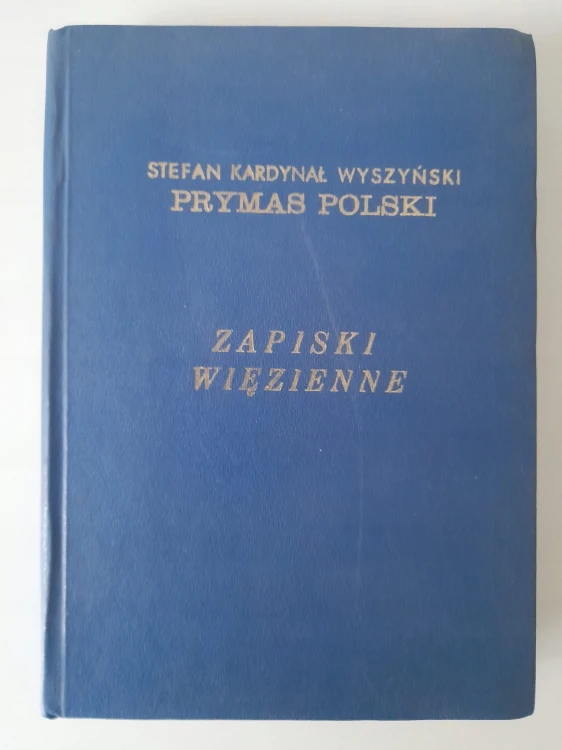 STEFAN KARDYNAŁ WYSZYŃSKI
PRYMAS POLSKI
ZAPISKI
WIĘZIENNE